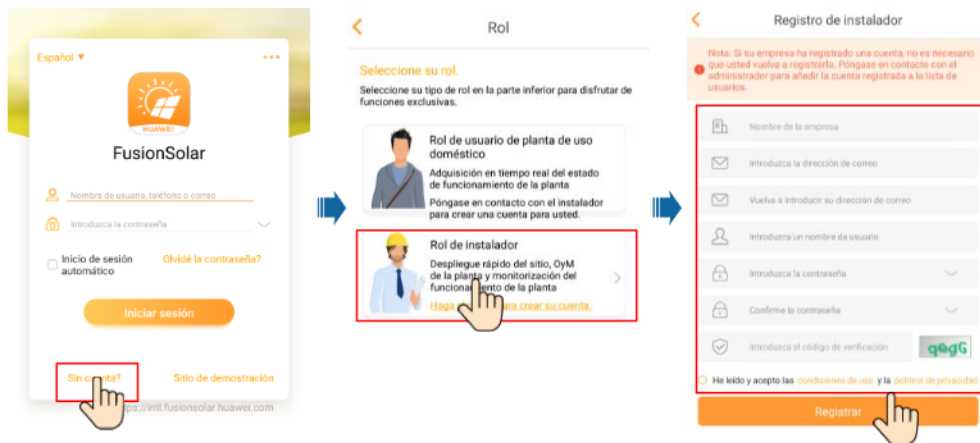 Español ▼
HUAWEI
FusionSolar
Nombre de usuario, teléfono o correo
Introduzca la contraseña
Inicio de sesión
automático
Olvidé la contraseña?
Iniciar sesión
Sin cuenta?
Sitio de demostración
https://intl.fusionsolar.huawei.com
Rol
Seleccione su rol.
Seleccione su tipo de rol en la parte inferior para disfrutar de
funciones exclusivas.
Rol de usuario de planta de uso
doméstico
Adquisición en tiempo real del estado
de funcionamiento de la planta
Póngase en contacto con el instalador
para crear una cuenta para usted.
Rol de instalador
Despliegue rápido del sitio, OyM
de la planta y monitorización del
funcionamiento de la planta
Haga para crear su cuenta.
Registro de instalador
Nota: Si su empresa ha registrado una cuenta, no es necesario
que usted vuelva a registrarla. Póngase en contacto con el
administrador para añadir la cuenta registrada a la lista de
usuarios.
Nombre de la empresa
Introduzca la dirección de correo
Vuelva a introducir su dirección de correo
Introduzca un nombre de usuario
Introduzca la contraseña
Confirme la contraseña
Introduzca el código de verificación
He leído y acepto las condiciones de uso y la política de privacidad
Registrar